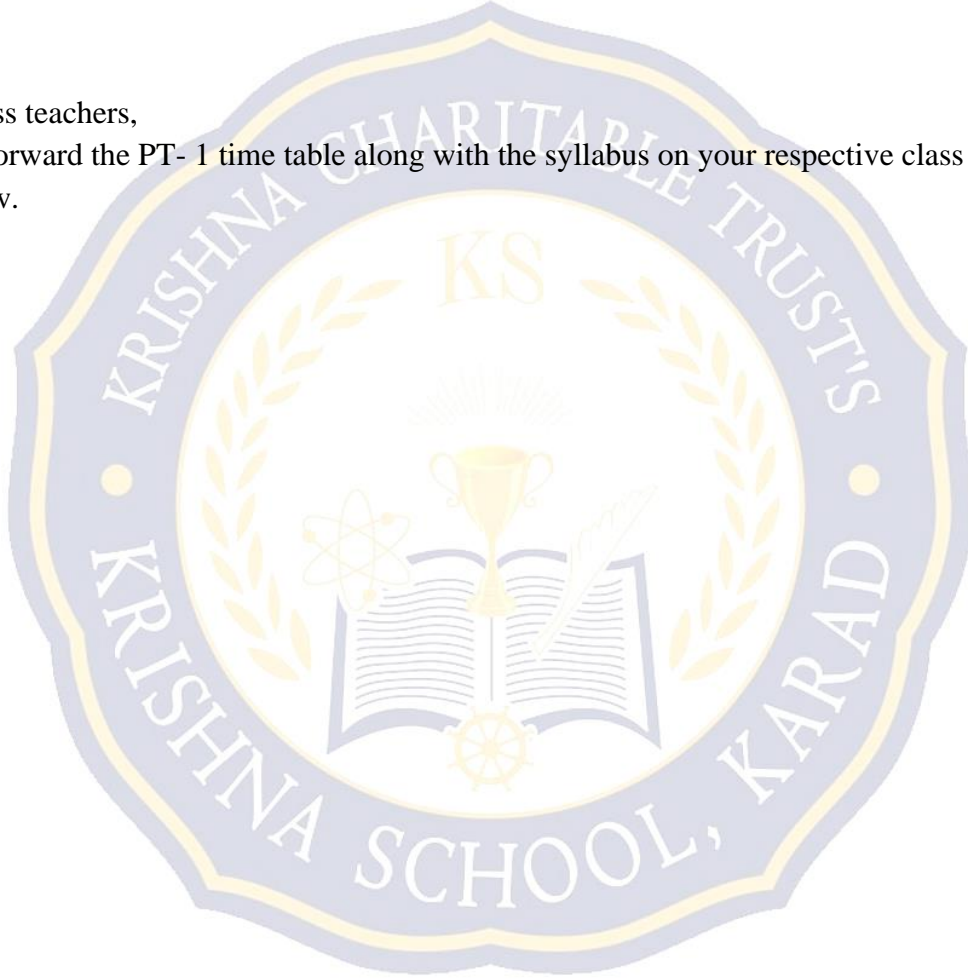 ss teachers,
orward the PT- 1 time table along with the syllabus on your respective class
w.
KRISHNA CHARITABLE TRUST'S
KS
KRISHNA SCHOOL, KARAD